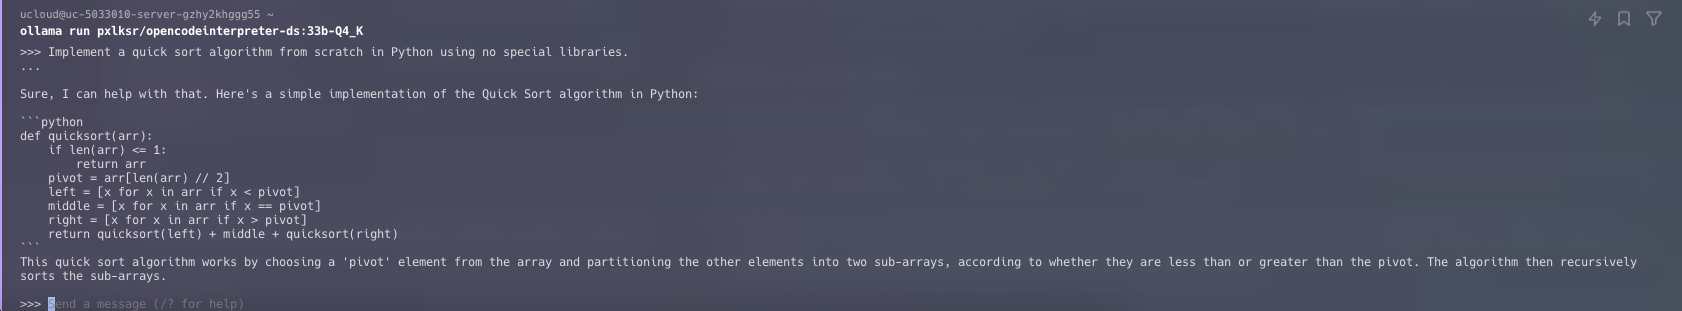 ucloud@uc-5033010-server-gzhy2khggg55 ~
ollama run pxlksr/opencodeinterpreter-ds:33b-Q4_K
>>> Implement a quick sort algorithm from scratch in Python using no special libraries.
...
Sure, I can help with that. Here's a simple implementation of the Quick Sort algorithm in Python:
```python
def quicksort(arr):
    if len(arr) <= 1:
        return arr
    pivot = arr[len(arr) // 2]
    left = [x for x in arr if x < pivot]
    middle = [x for x in arr if x == pivot]
    right = [x for x in arr if x > pivot]
    return quicksort(left) + middle + quicksort(right)
```
This quick sort algorithm works by choosing a 'pivot' element from the array and partitioning the other elements into two sub-arrays, according to whether they are less than or greater than the pivot. The algorithm then recursively
sorts the sub-arrays.
>>> Send a message (/? for help)